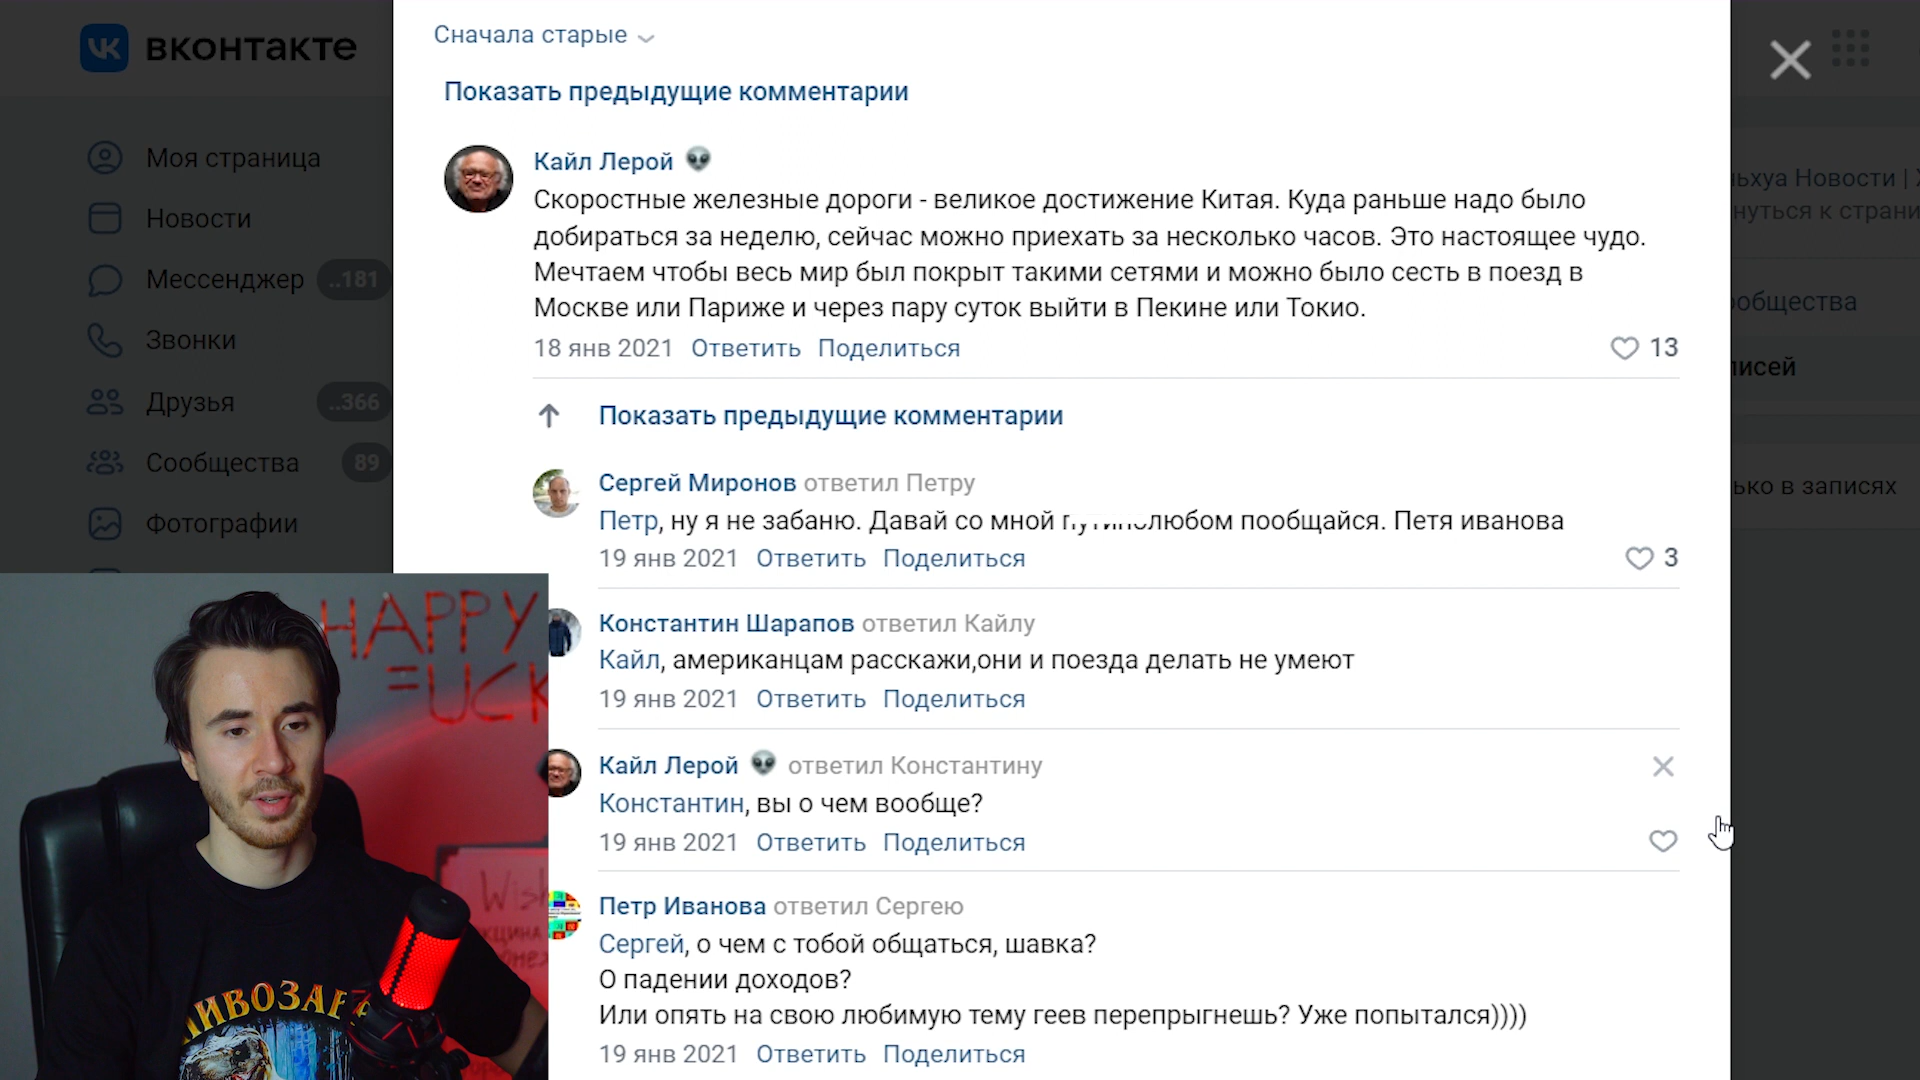 вконтакте
Моя страница
Новости
Мессенджер ..181
Звонки
Друзья ..366
Сообщества 89
Фотографии
Сначала старые
Показать предыдущие комментарии
Кайл Лерой
Скоростные железные дороги - великое достижение Китая. Куда раньше надо было
добираться за неделю, сейчас можно приехать за несколько часов. Это настоящее чудо.
Мечтаем чтобы весь мир был покрыт такими сетями и можно было сесть в поезд в
Москве или Париже и через пару суток выйти в Пекине или Токио.
18 янв 2021 Ответить Поделиться 13
Показать предыдущие комментарии
Сергей Миронов ответил Петру
Петр, ну я не забаню. Давай со мной путинолюбом пообщайся. Петя иванова
19 янв 2021 Ответить Поделиться 3
Константин Шарапов ответил Кайлу
Кайл, американцам расскажи,они и поезда делать не умеют
19 янв 2021 Ответить Поделиться
Кайл Лерой ответил Константину
Константин, вы о чем вообще?
19 янв 2021 Ответить Поделиться
Петр Иванова ответил Сергею
Сергей, о чем с тобой общаться, шавка?
О падении доходов?
Или опять на свою любимую тему геев перепрыгнешь? Уже попытался))))
19 янв 2021 Ответить Поделиться
ьхуа Новости |
нуться к страни
ообщества
писей
ько в записях
HAPPY
UCK
Wish
ИВОЗАВР